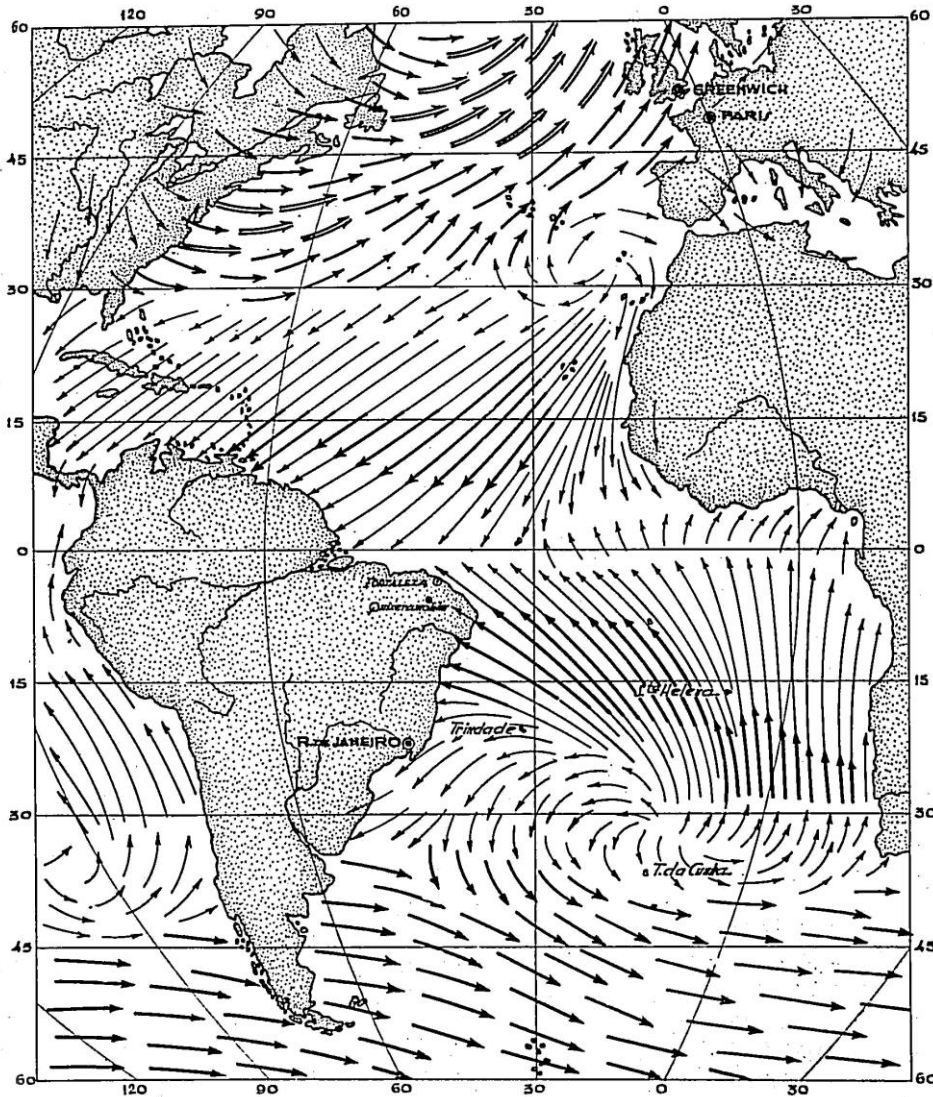 60 90 60 30 0 30 60
GREENWICH
PARIS
45 45
30 30
15 15
0 0
Fortaleza
15 15
Sta Helera
Trindade
R. DE JANEIRO
30 30
T. da Cunha
45 45
60 60
120 90 60 30 0 30